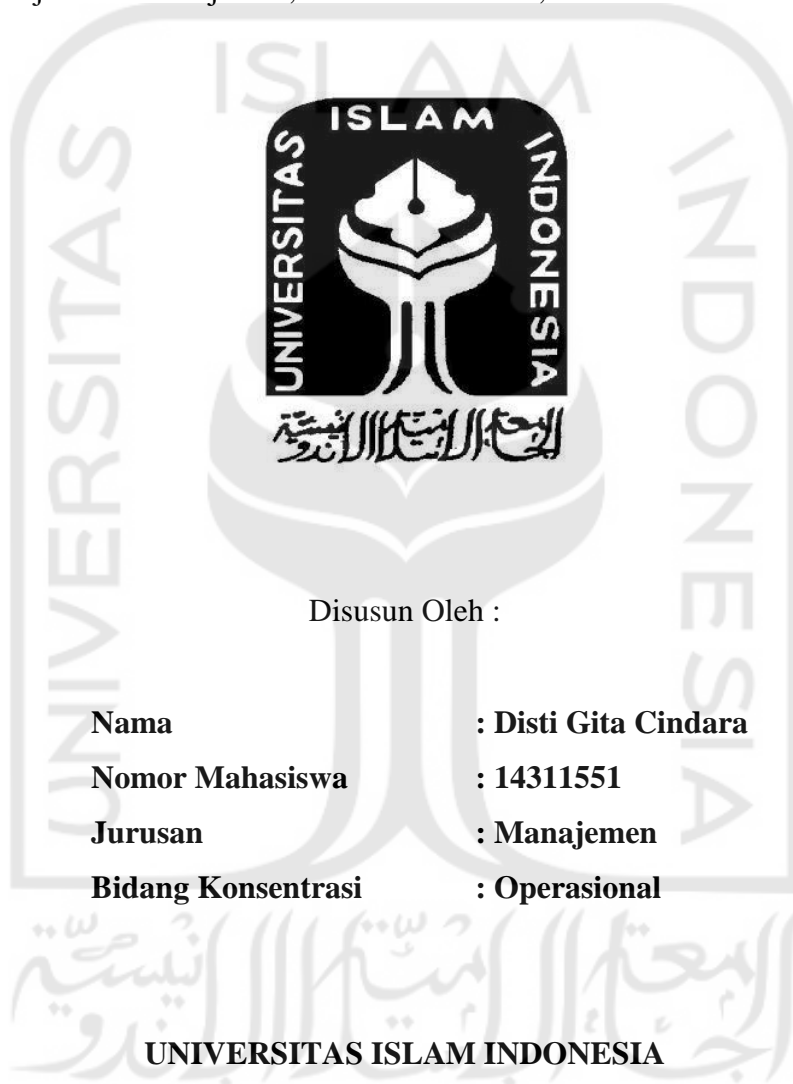 ISLAM
UNIVERSITAS
INDONESIA
Disusun Oleh :
Nama : Disti Gita Cindara
Nomor Mahasiswa : 14311551
Jurusan : Manajemen
Bidang Konsentrasi : Operasional
UNIVERSITAS ISLAM INDONESIA